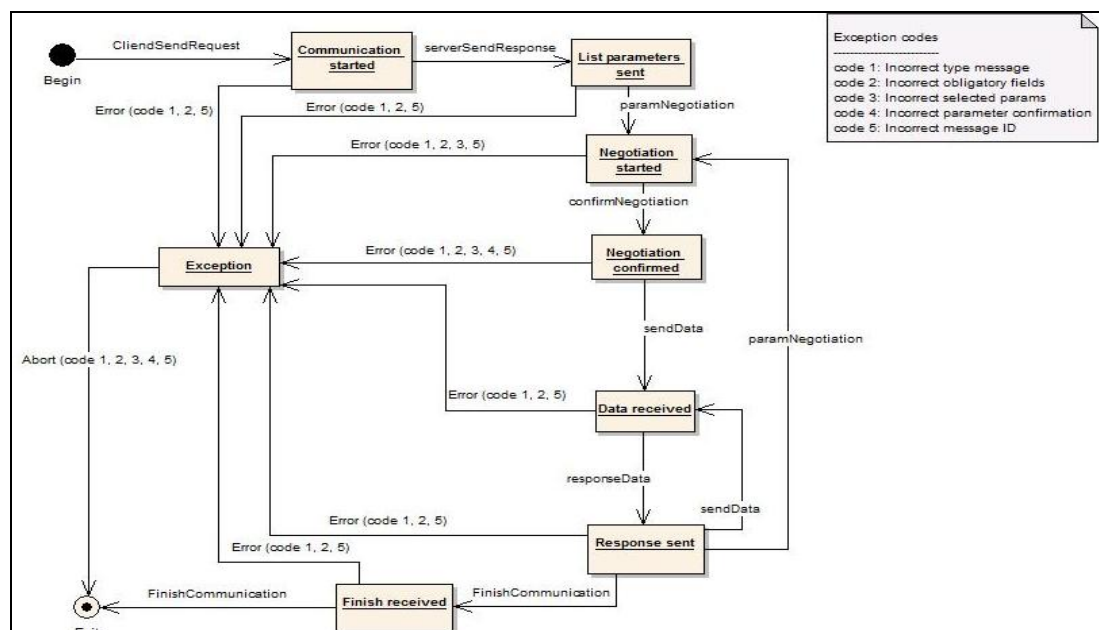 CliendSendRequest
Communication
started
serverSendResponse
List parameters
sent
Begin
Exception codes
--------------------------
code 1: Incorrect type message
code 2: Incorrect obligatory fields
code 3: Incorrect selected params
code 4: Incorrect parameter confirmation
code 5: Incorrect message ID
Error (code 1, 2, 5)
Error (code 1, 2, 5)
paramNegotiation
Error (code 1, 2, 3, 5)
Negotiation
started
confirmNegotiation
Error (code 1, 2, 3, 4, 5)
Negotiation
confirmed
Exception
sendData
paramNegotiation
Abort (code 1, 2, 3, 4, 5)
Error (code 1, 2, 5)
Data received
responseData
sendData
Error (code 1, 2, 5)
Response sent
Error (code 1, 2, 5)
FinishCommunication
FinishCommunication
Finish received